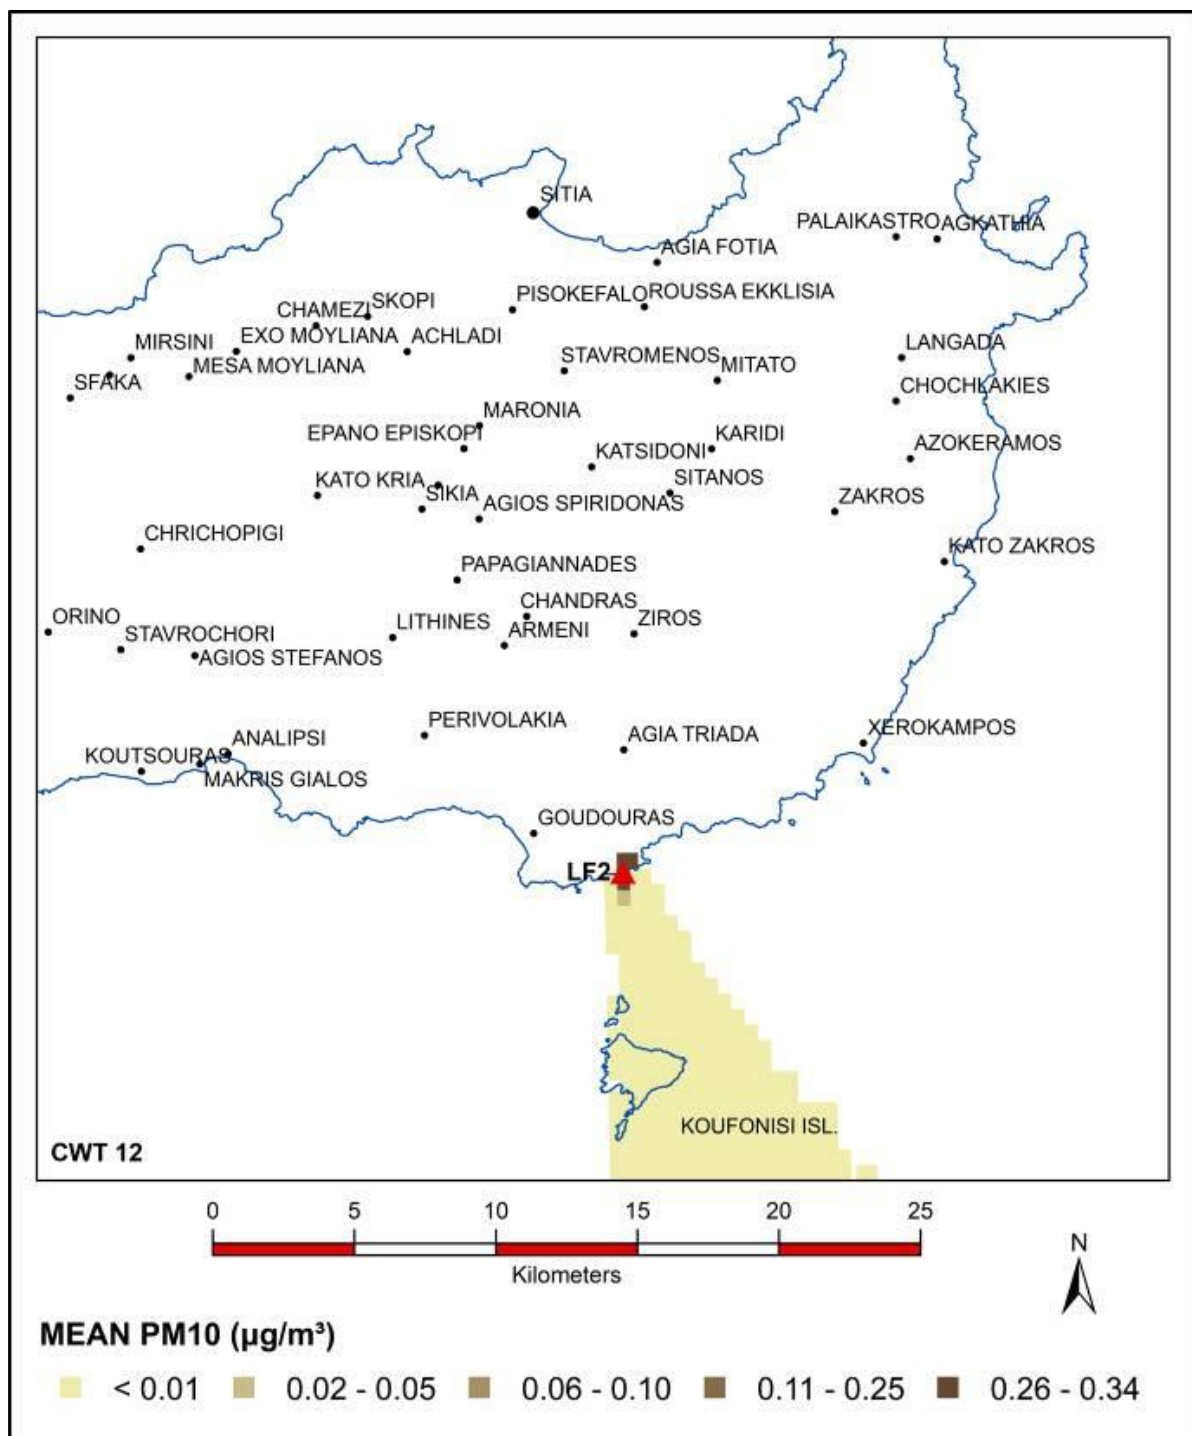 SITIA
PALAIKASTRO
AGKATHIA
AGIA FOTIA
PISOKEFALO
ROUSSA EKKLISIA
SKOPI
CHAMEZI
EXO MOYLIANA
ACHLADI
MIRSINI
MESA MOYLIANA
SFAKA
STAVROMENOS
MITATO
LANGADA
CHOCHLAKIES
MARONIA
EPANO EPISKOPI
KATSIDONI
KARIDI
AZOKERAMOS
KATO KRIA
SIKIA
SITANOS
AGIOS SPIRIDONAS
ZAKROS
CHRICHOPIGI
KATO ZAKROS
PAPAGIANNADES
CHANDRAS
ORINO
STAVROCHORI
LITHINES
ARMENI
ZIROS
AGIOS STEFANOS
PERIVOLAKIA
AGIA TRIADA
XEROKAMPOS
ANALIPSI
KOUTSOURAS
MAKRIS GIALOS
GOUDOURAS
LF2
KOUFONISI ISL.
CWT 12
0 5 10 15 20 25
Kilometers
N
MEAN PM10 (µg/m³)
< 0.01 0.02 - 0.05 0.06 - 0.10 0.11 - 0.25 0.26 - 0.34